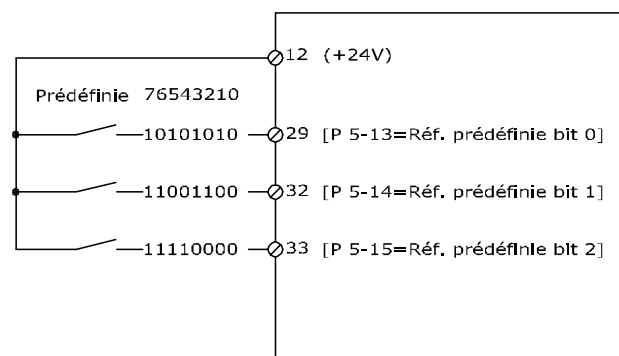 12 (+24V)
Prédéfinie 76543210
10101010 29 [P 5-13=Réf. prédéfinie bit 0]
11001100 32 [P 5-14=Réf. prédéfinie bit 1]
11110000 33 [P 5-15=Réf. prédéfinie bit 2]